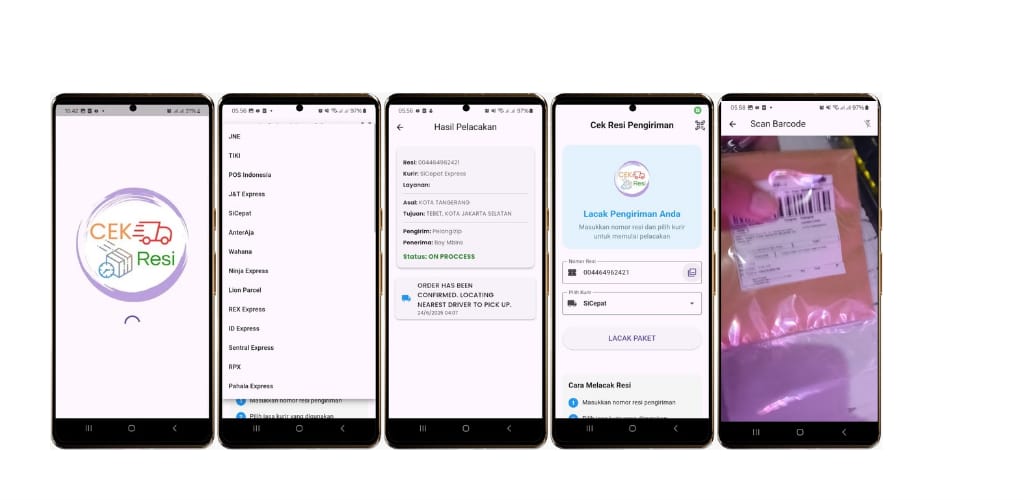 10.42
37%
CEK
Resi
05.56
97%
JNE
TIKI
POS Indonesia
J&T Express
SiCepat
AnterAja
Wahana
Ninja Express
Lion Parcel
REX Express
ID Express
Sentral Express
RPX
Pahala Express
1 Masukkan nomor resi pengiriman
2 Pilih jasa kurir yang digunakan
05.56
97%
Hasil Pelacakan
Resi: 004464962421
Kurir: SiCepat Express
Layanan:
Asal: KOTA TANGERANG
Tujuan: TEBET, KOTA JAKARTA SELATAN
Pengirim: Pelongzip
Penerima: Boy Mbinz
Status: ON PROCCESS
ORDER HAS BEEN
CONFIRMED. LOCATING
NEAREST DRIVER TO PICK UP.
24/6/2026 04:07
Cek Resi Pengiriman
CEK
Resi
Lacak Pengiriman Anda
Masukkan nomor resi dan pilih kurir
untuk memulai pelacakan
Nomor Resi
004464962421
Pilih Kurir
SiCepat
LACAK PAKET
Cara Melacak Resi
1 Masukkan nomor resi pengiriman
05.58
97%
Scan Barcode